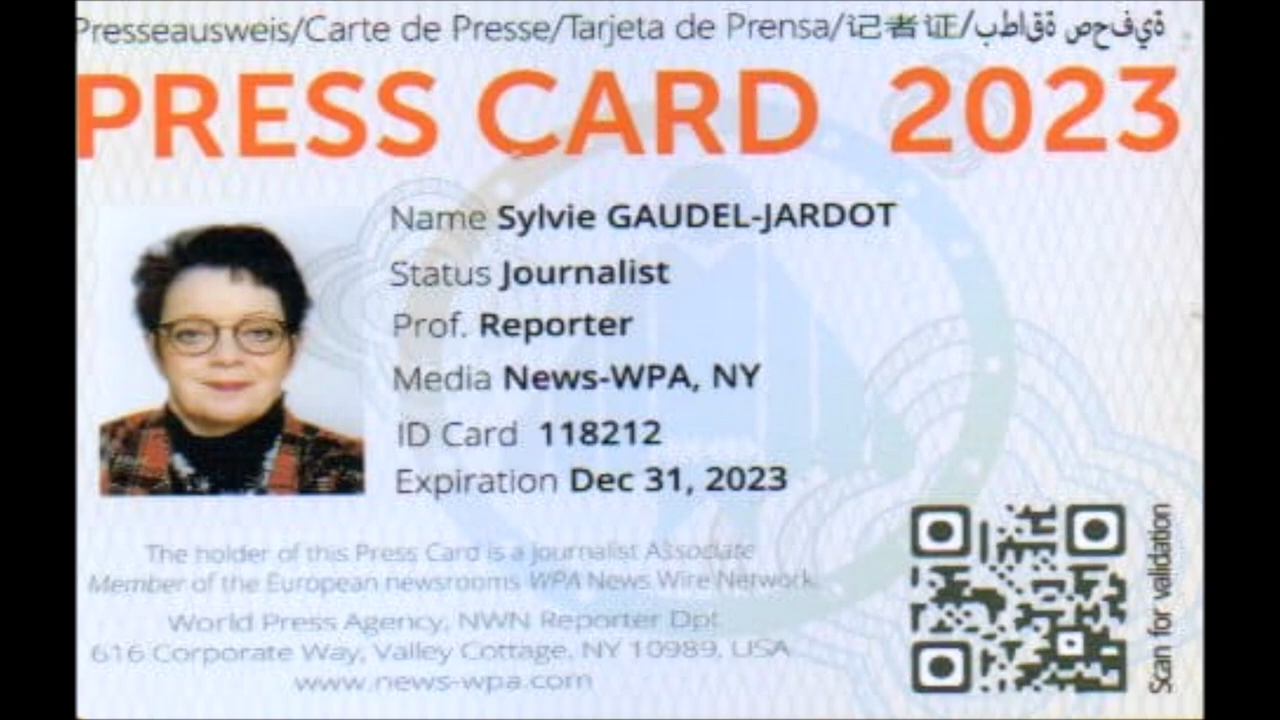 Presseausweis/Carte de Presse/Tarjeta de Prensa/记者证/ةيفحص ةقاطب
PRESS CARD 2023
Name Sylvie GAUDEL-JARDOT
Status Journalist
Prof. Reporter
Media News-WPA, NY
ID Card 118212
Expiration Dec 31, 2023
The holder of this Press Card is a Journalist Associate
Member of the European newsrooms WPA News Wire Network.
World Press Agency, NWN Reporter Dpt.
616 Corporate Way, Valley Cottage, NY 10989, USA
www.news-wpa.com
Scan for validation